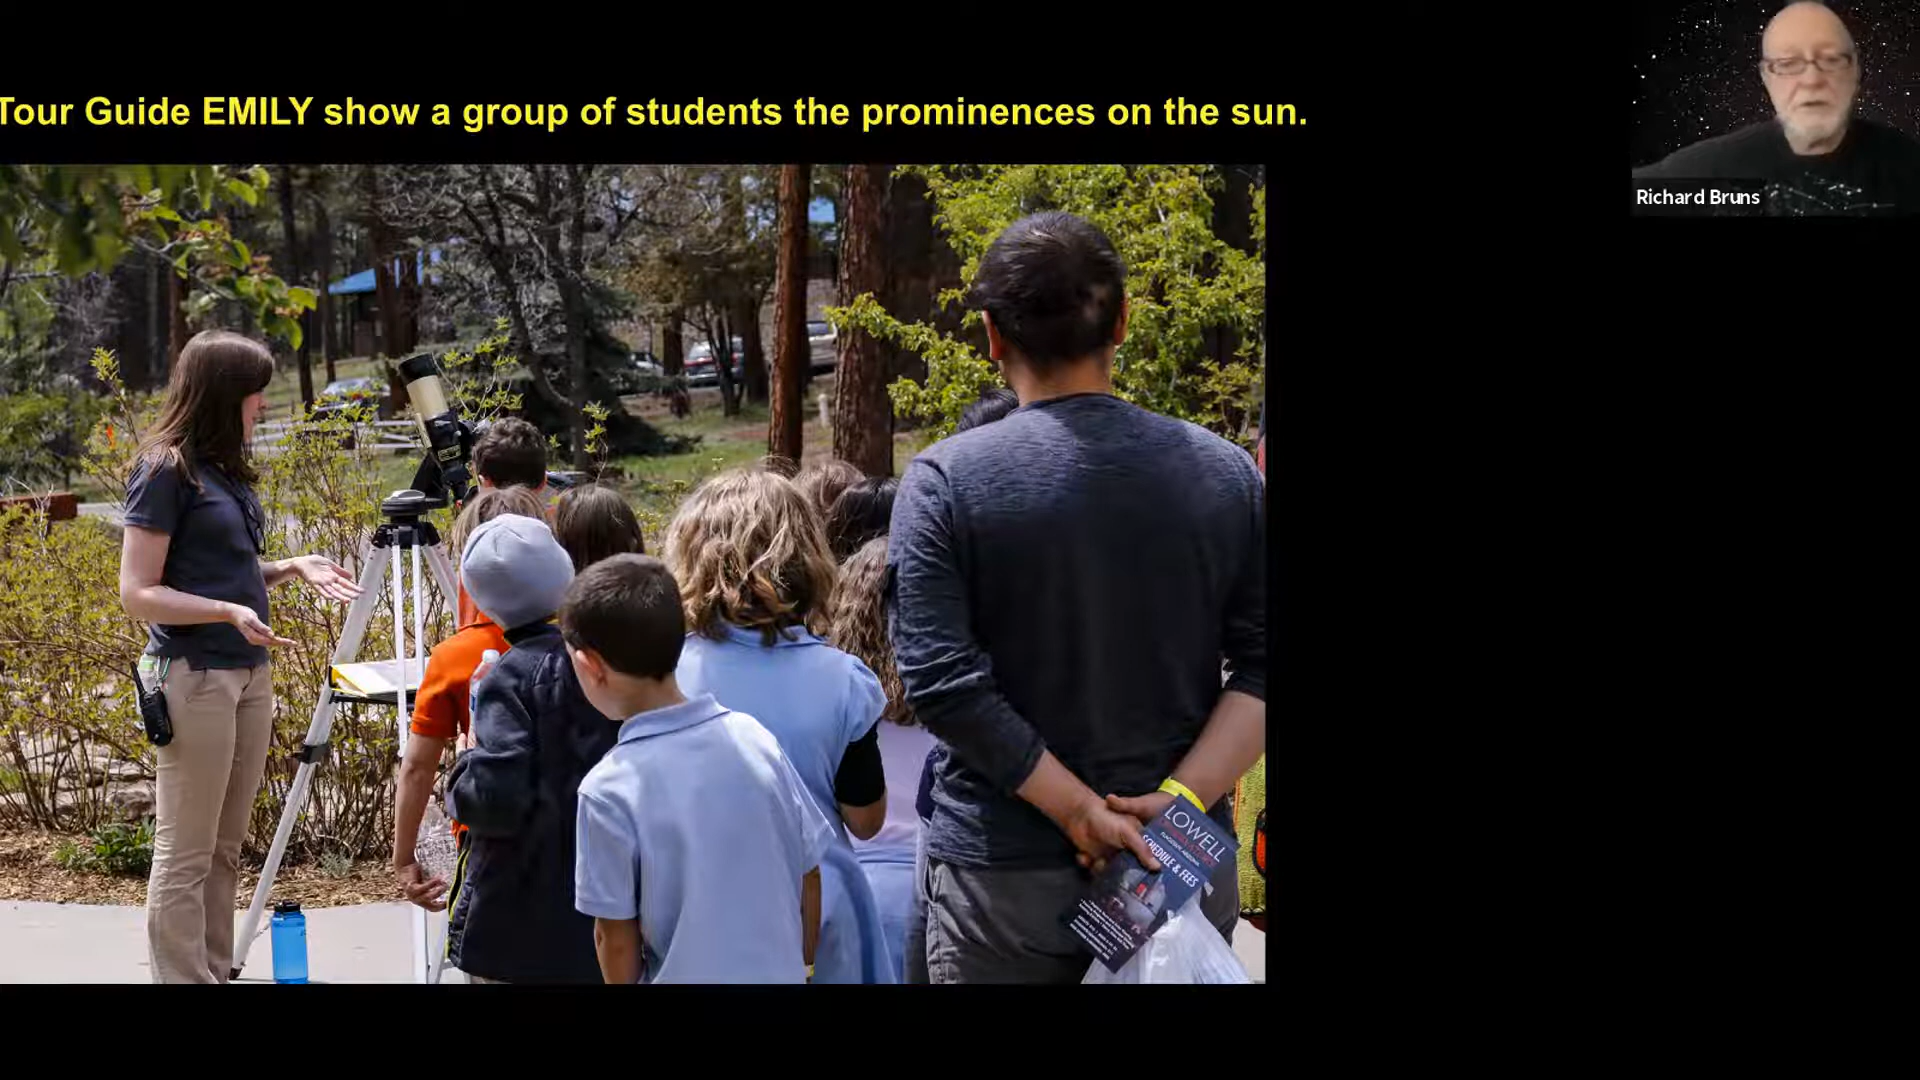 Tour Guide EMILY show a group of students the prominences on the sun.
Richard Bruns
LOWELL
SCHEDULE & FEES